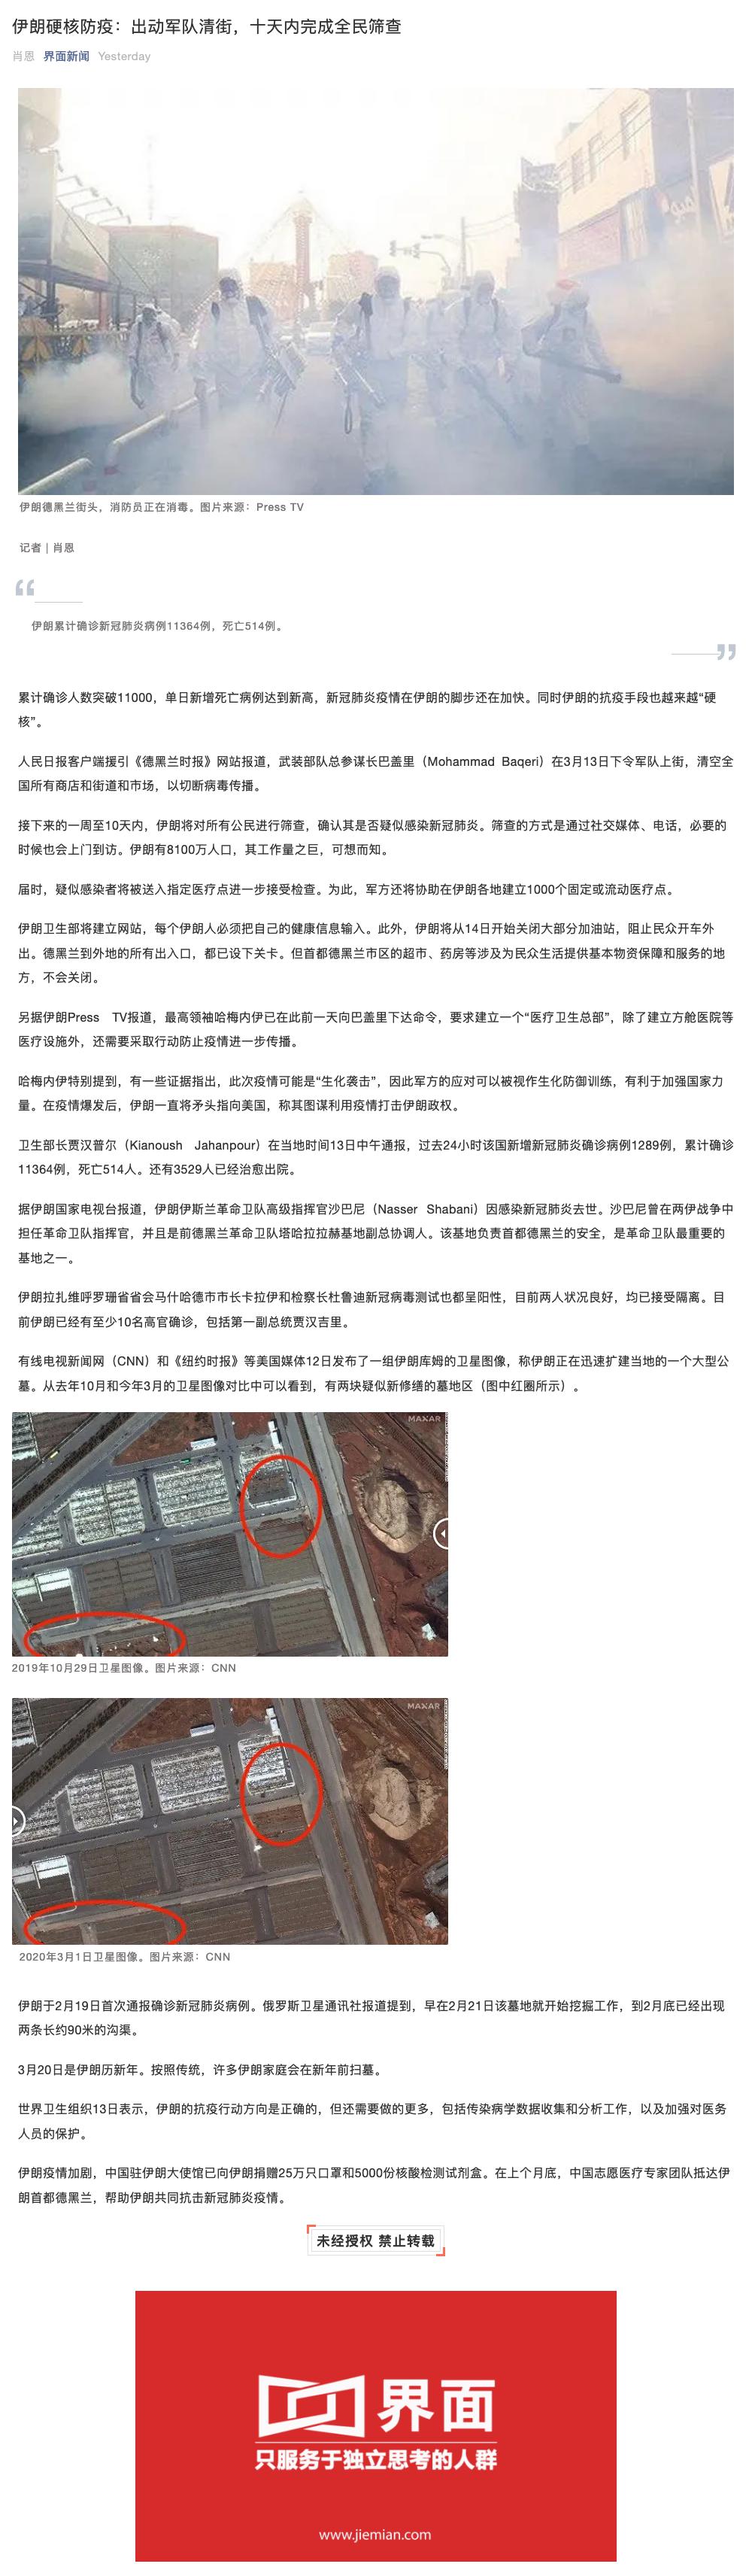 伊朗硬核防疫：出动军队清街，十天内完成全民筛查
肖恩 界面新闻 Yesterday
伊朗德黑兰街头，消防员正在消毒。图片来源：Press TV
记者 | 肖恩
“
伊朗累计确诊新冠肺炎病例11364例，死亡514例。
”
累计确诊人数突破11000，单日新增死亡病例达到新高，新冠肺炎疫情在伊朗的脚步还在加快。同时伊朗的抗疫手段也越来越“硬
核”。
人民日报客户端援引《德黑兰时报》网站报道，武装部队总参谋长巴盖里（Mohammad Baqeri）在3月13日下令军队上街，清空全
国所有商店和街道和市场，以切断病毒传播。
接下来的一周至10天内，伊朗将对所有公民进行筛查，确认其是否疑似感染新冠肺炎。筛查的方式是通过社交媒体、电话，必要的
时候也会上门到访。伊朗有8100万人口，其工作量之巨，可想而知。
届时，疑似感染者将被送入指定医疗点进一步接受检查。为此，军方还将协助在伊朗各地建立1000个固定或流动医疗点。
伊朗卫生部将建立网站，每个伊朗人必须把自己的健康信息输入。此外，伊朗将从14日开始关闭大部分加油站，阻止民众开车外
出。德黑兰到外地的所有出入口，都已设下关卡。但首都德黑兰市区的超市、药房等涉及为民众生活提供基本物资保障和服务的地
方，不会关闭。
另据伊朗Press TV报道，最高领袖哈梅内伊已在此前一天向巴盖里下达命令，要求建立一个“医疗卫生总部”，除了建立方舱医院等
医疗设施外，还需要采取行动防止疫情进一步传播。
哈梅内伊特别提到，有一些证据指出，此次疫情可能是“生化袭击”，因此军方的应对可以被视作生化防御训练，有利于加强国家力
量。在疫情爆发后，伊朗一直将矛头指向美国，称其图谋利用疫情打击伊朗政权。
卫生部长贾汉普尔（Kianoush Jahanpour）在当地时间13日中午通报，过去24小时该国新增新冠肺炎确诊病例1289例，累计确诊
11364例，死亡514人。还有3529人已经治愈出院。
据伊朗国家电视台报道，伊朗伊斯兰革命卫队高级指挥官沙巴尼（Nasser Shabani）因感染新冠肺炎去世。沙巴尼曾在两伊战争中
担任革命卫队指挥官，并且是前德黑兰革命卫队塔哈拉拉赫基地副总协调人。该基地负责首都德黑兰的安全，是革命卫队最重要的
基地之一。
伊朗拉扎维呼罗珊省省会马什哈德市市长卡拉伊和检察长杜鲁迪新冠病毒测试也都呈阳性，目前两人状况良好，均已接受隔离。目
前伊朗已经有至少10名高官确诊，包括第一副总统贾汉吉里。
有线电视新闻网（CNN）和《纽约时报》等美国媒体12日发布了一组伊朗库姆的卫星图像，称伊朗正在迅速扩建当地的一个大型公
墓。从去年10月和今年3月的卫星图像对比中可以看到，有两块疑似新修缮的墓地区（图中红圈所示）。
MAXAR
2019年10月29日卫星图像。图片来源：CNN
MAXAR
2020年3月1日卫星图像。图片来源：CNN
伊朗于2月19日首次通报确诊新冠肺炎病例。俄罗斯卫星通讯社报道提到，早在2月21日该墓地就开始挖掘工作，到2月底已经出现
两条长约90米的沟渠。
3月20日是伊朗历新年。按照传统，许多伊朗家庭会在新年前扫墓。
世界卫生组织13日表示，伊朗的抗疫行动方向是正确的，但还需要做的更多，包括传染病学数据收集和分析工作，以及加强对医务
人员的保护。
伊朗疫情加剧，中国驻伊朗大使馆已向伊朗捐赠25万只口罩和5000份核酸检测试剂盒。在上个月底，中国志愿医疗专家团队抵达伊
朗首都德黑兰，帮助伊朗共同抗击新冠肺炎疫情。
未经授权 禁止转载
界面
只服务于独立思考的人群
www.jiemian.com